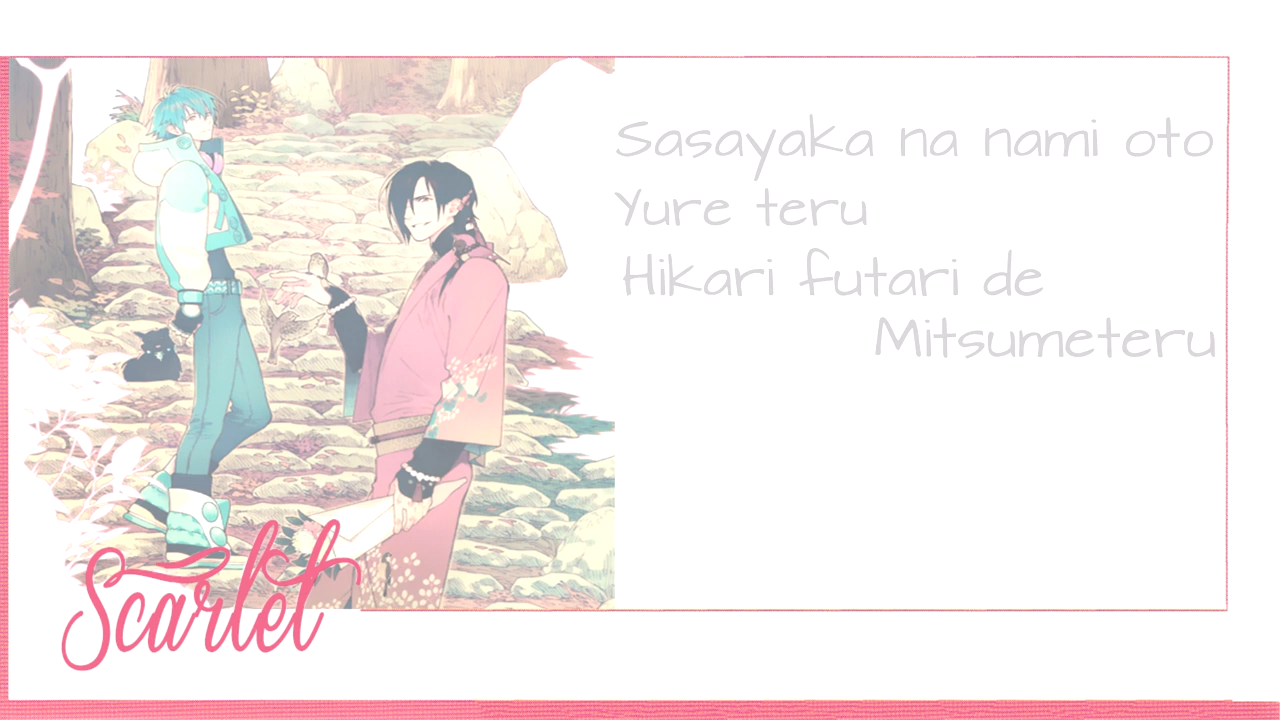 Sasayaka na nami oto
Yure teru
Hikari futari de
Mitsumeteru
Scarlet